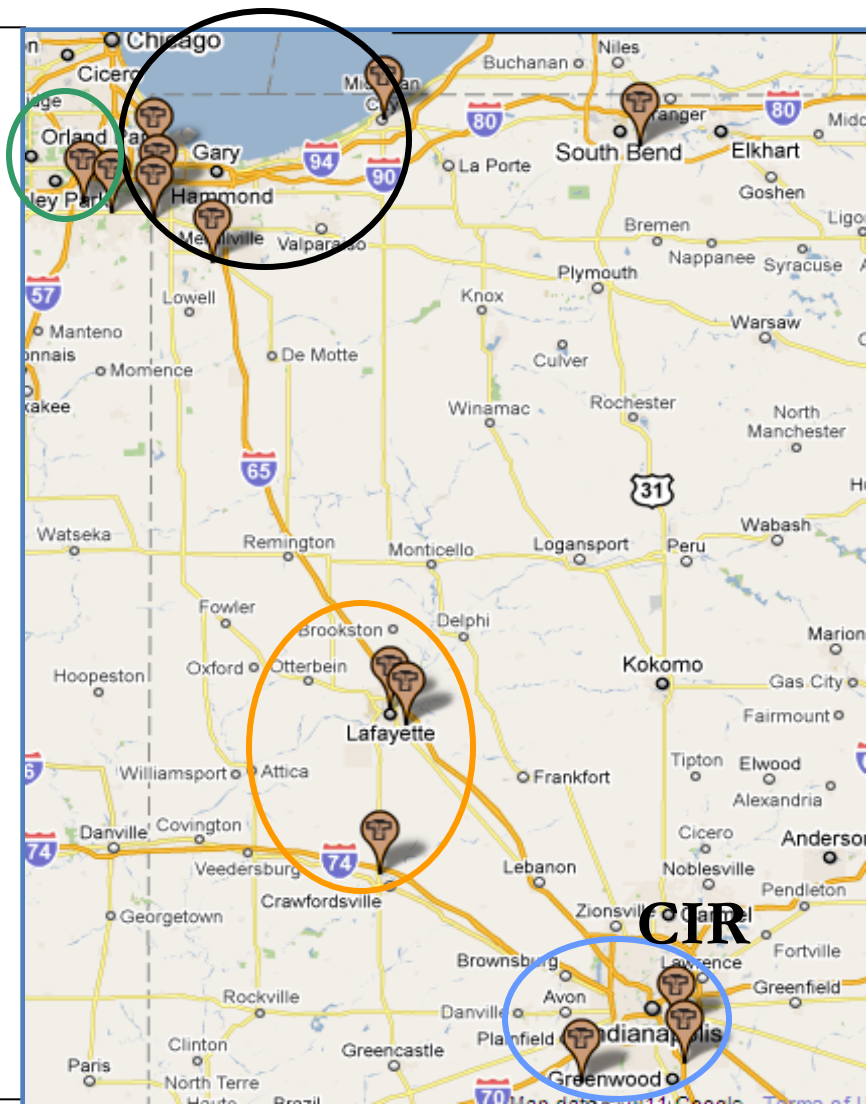 Chicago
Niles
Buchanan
Cicero
City
80
80
Orland
South Bend
Elkhart
94
Gary
90
La Porte
Goshen
Hammond
Valparaiso
Bremen
Nappanee
Syracuse
57
Lowell
Knox
Plymouth
Manteno
De Motte
Warsaw
Momence
Culver
Winamac
Rochester
North
Manchester
65
31
Watseka
Remington
Monticello
Logansport
Peru
Wabash
Fowler
Brookston
Delphi
Marion
Oxford
Otterbein
Kokomo
Hoopeston
Gas City
Fairmount
Lafayette
Williamsport
Attica
Frankfort
Tipton
Elwood
Alexandria
Danville
Covington
74
74
Veedersburg
Cicero
Lebanon
Noblesville
Crawfordsville
Pendleton
Georgetown
Zionsville
CIR
Fortville
Brownsburg
Lawrence
Rockville
Danville
Avon
Greenfield
Plainfield
Indianapolis
Clinton
Greencastle
Paris
North Terre
Greenwood
70